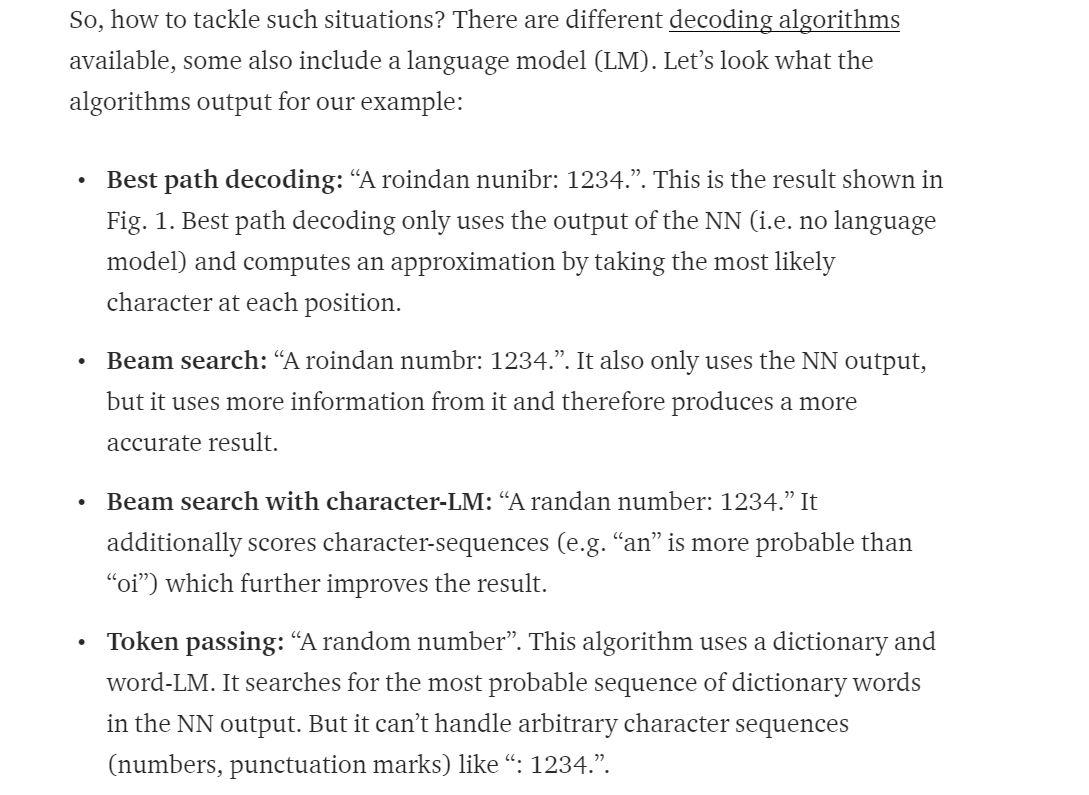 So, how to tackle such situations? There are different decoding algorithms
available, some also include a language model (LM). Let’s look what the
algorithms output for our example:
• Best path decoding: “A roindan nunibr: 1234.”. This is the result shown in
Fig. 1. Best path decoding only uses the output of the NN (i.e. no language
model) and computes an approximation by taking the most likely
character at each position.
• Beam search: “A roindan numbr: 1234.”. It also only uses the NN output,
but it uses more information from it and therefore produces a more
accurate result.
• Beam search with character-LM: “A randan number: 1234.” It
additionally scores character-sequences (e.g. “an” is more probable than
“oi”) which further improves the result.
• Token passing: “A random number”. This algorithm uses a dictionary and
word-LM. It searches for the most probable sequence of dictionary words
in the NN output. But it can’t handle arbitrary character sequences
(numbers, punctuation marks) like “: 1234.”.